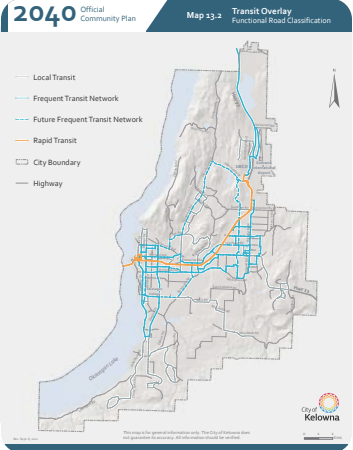 2040 Official
Community Plan
Map 13.2
Transit Overlay
Functional Road Classification
Local Transit
Frequent Transit Network
Future Frequent Transit Network
Rapid Transit
City Boundary
Highway
N
Okanagan Lake
City of
Kelowna
This map is for general information only. The City of Kelowna does
not guarantee its accuracy. All information should be verified.